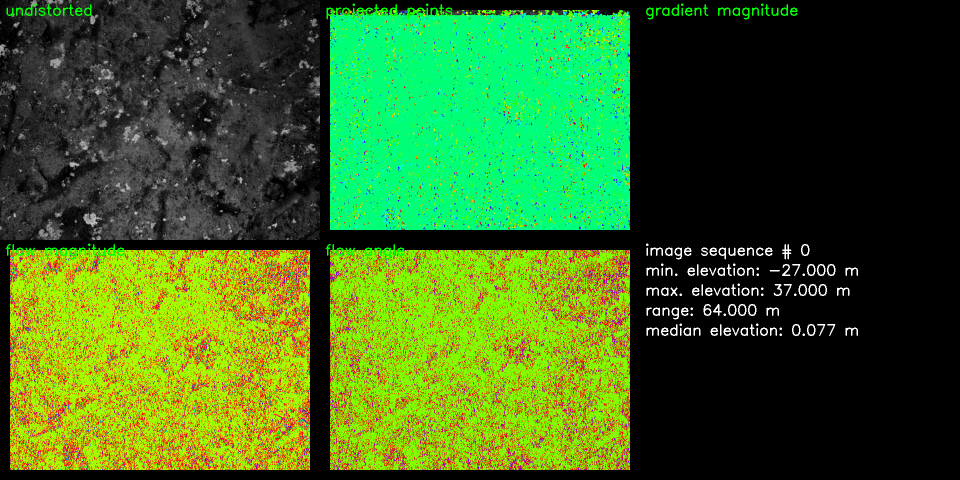 undistorted
projected points
gradient magnitude
flow magnitude
flow angle
image sequence # 0
min. elevation: -27.000 m
max. elevation: 37.000 m
range: 64.000 m
median elevation: 0.077 m